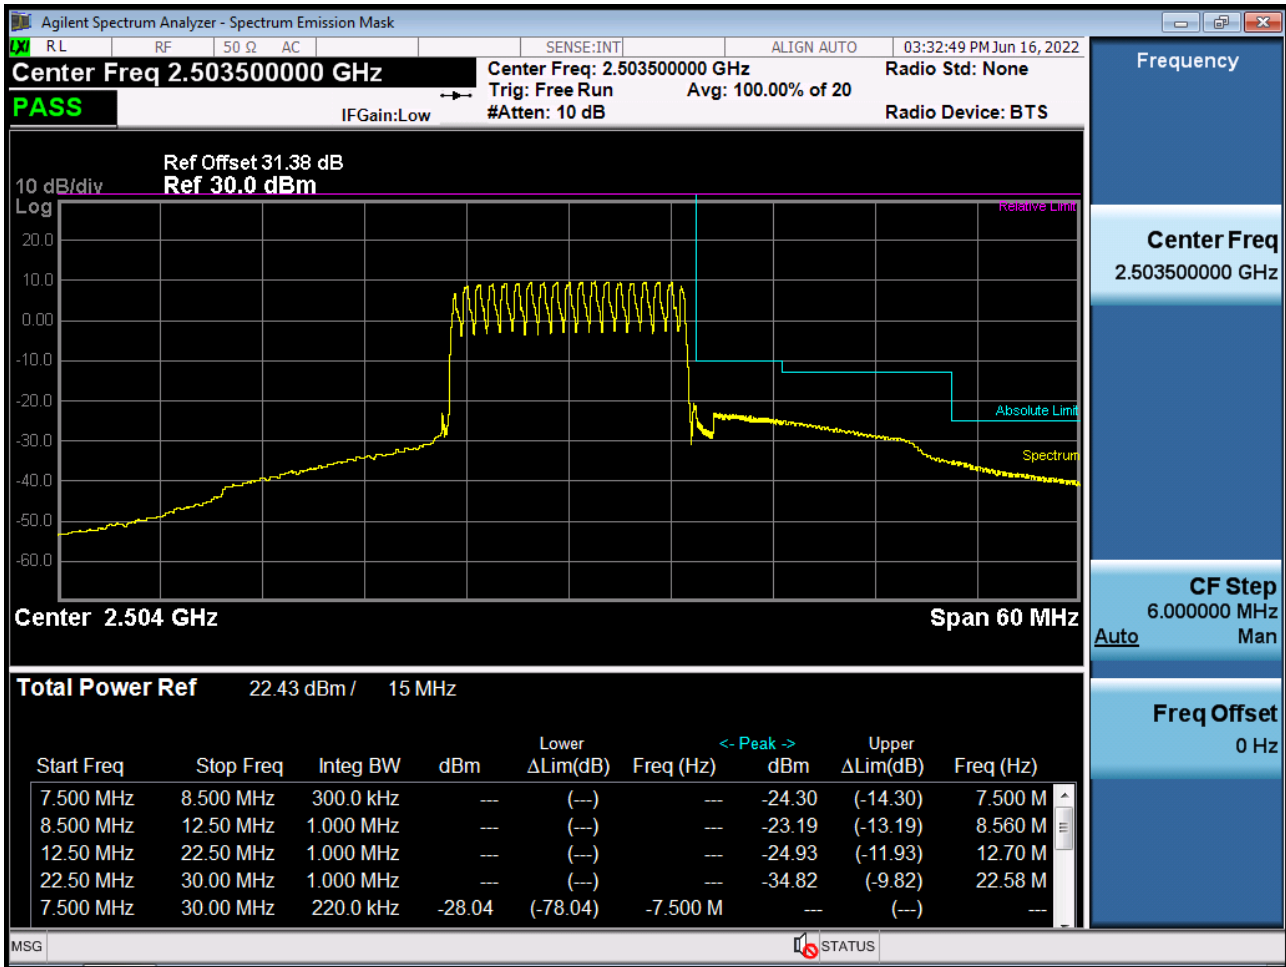 Agilent Spectrum Analyzer - Spectrum Emission Mask
LXI RL RF 50 Ω AC SENSE:INT ALIGN AUTO 03:32:49 PM Jun 16, 2022
Center Freq 2.503500000 GHz
Center Freq: 2.503500000 GHz
Radio Std: None
Trig: Free Run
Avg: 100.00% of 20
PASS
IFGain:Low
#Atten: 10 dB
Radio Device: BTS
Ref Offset 31.38 dB
10 dB/div Ref 30.0 dBm
Log
Relative Limit
20.0
10.0
0.00
-10.0
-20.0
Absolute Limit
-30.0
Spectrum
-40.0
-50.0
-60.0
Center 2.504 GHz
Span 60 MHz
Total Power Ref 22.43 dBm / 15 MHz
Lower <- Peak -> Upper
Start Freq Stop Freq Integ BW dBm ΔLim(dB) Freq (Hz) dBm ΔLim(dB) Freq (Hz)
7.500 MHz 8.500 MHz 300.0 kHz --- (---) --- -24.30 (-14.30) 7.500 M
8.500 MHz 12.50 MHz 1.000 MHz --- (---) --- -23.19 (-13.19) 8.560 M
12.50 MHz 22.50 MHz 1.000 MHz --- (---) --- -24.93 (-11.93) 12.70 M
22.50 MHz 30.00 MHz 1.000 MHz --- (---) --- -34.82 (-9.82) 22.58 M
7.500 MHz 30.00 MHz 220.0 kHz -28.04 (-78.04) -7.500 M --- (---) ---
MSG
STATUS
Frequency
Center Freq
2.503500000 GHz
CF Step
6.000000 MHz
Auto Man
Freq Offset
0 Hz